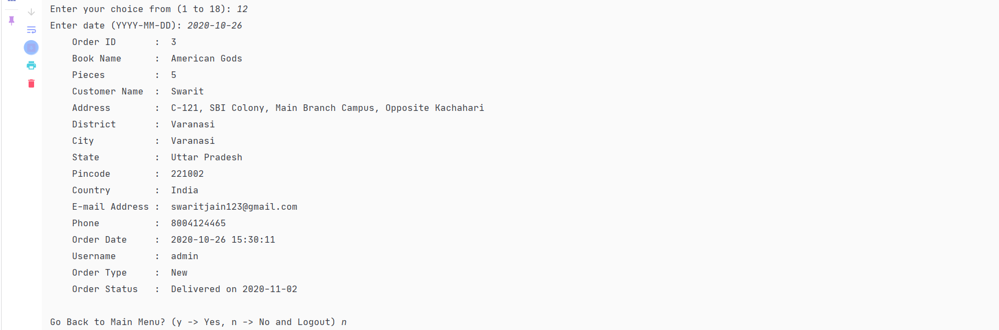 Enter your choice from (1 to 18): 12
Enter date (YYYY-MM-DD): 2020-10-26
    Order ID       :  3
    Book Name      :  American Gods
    Pieces         :  5
    Customer Name  :  Swarit
    Address        :  C-121, SBI Colony, Main Branch Campus, Opposite Kachahari
    District       :  Varanasi
    City           :  Varanasi
    State          :  Uttar Pradesh
    Pincode        :  221002
    Country        :  India
    E-mail Address :  swaritjain123@gmail.com
    Phone          :  8004124465
    Order Date     :  2020-10-26 15:30:11
    Username       :  admin
    Order Type     :  New
    Order Status   :  Delivered on 2020-11-02
Go Back to Main Menu? (y -> Yes, n -> No and Logout) n